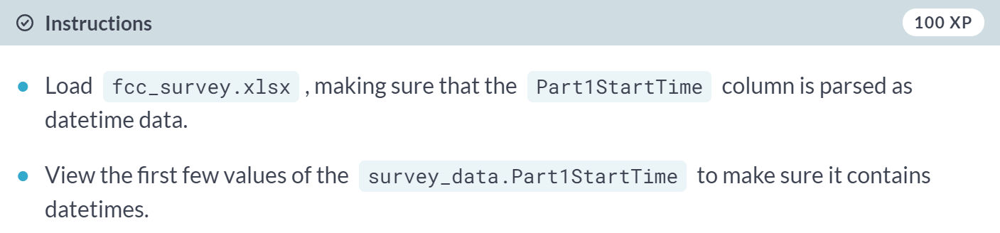 Instructions
100 XP
Load fcc_survey.xlsx , making sure that the Part1StartTime column is parsed as
datetime data.
View the first few values of the survey_data.Part1StartTime to make sure it contains
datetimes.